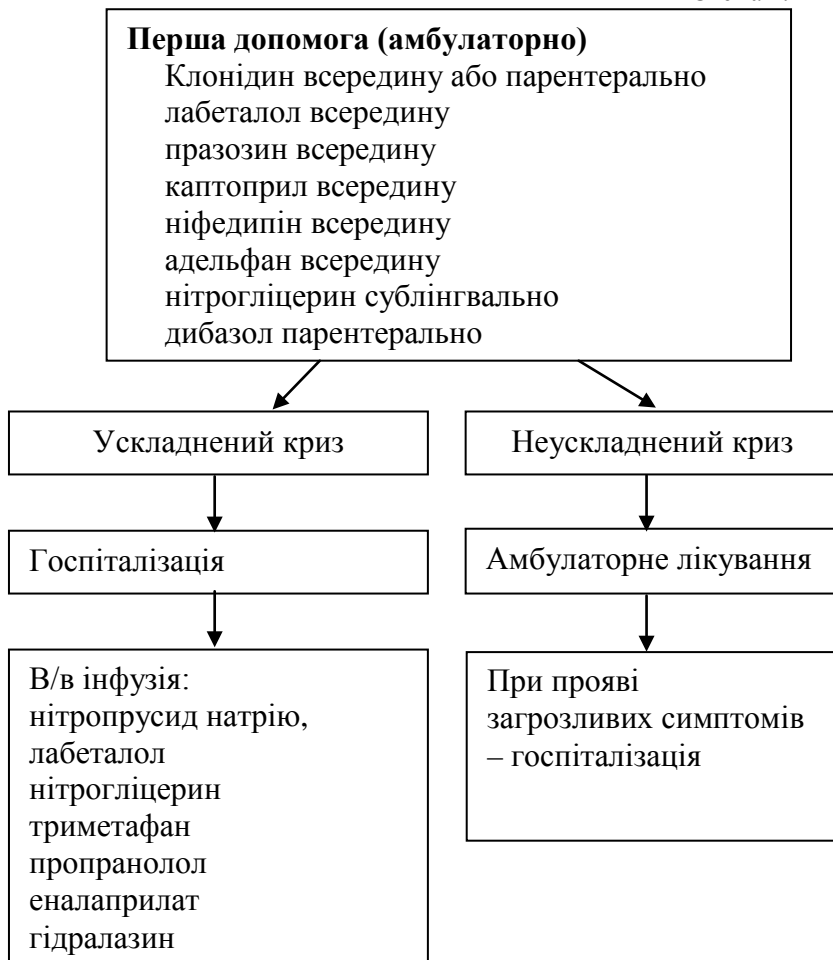 Перша допомога (амбулаторно)
Клонідин всередину або парентерально
лабеталол всередину
празозин всередину
каптоприл всередину
ніфедипін всередину
адельфан всередину
нітрогліцерин сублінгвально
дибазол парентерально
Ускладнений криз
Неускладнений криз
Госпіталізація
Амбулаторне лікування
В/в інфузія:
нітропрусид натрію,
лабеталол
нітрогліцерин
триметафан
пропранолол
еналаприлат
гідралазин
При прояві
загрозливих симптомів
– госпіталізація